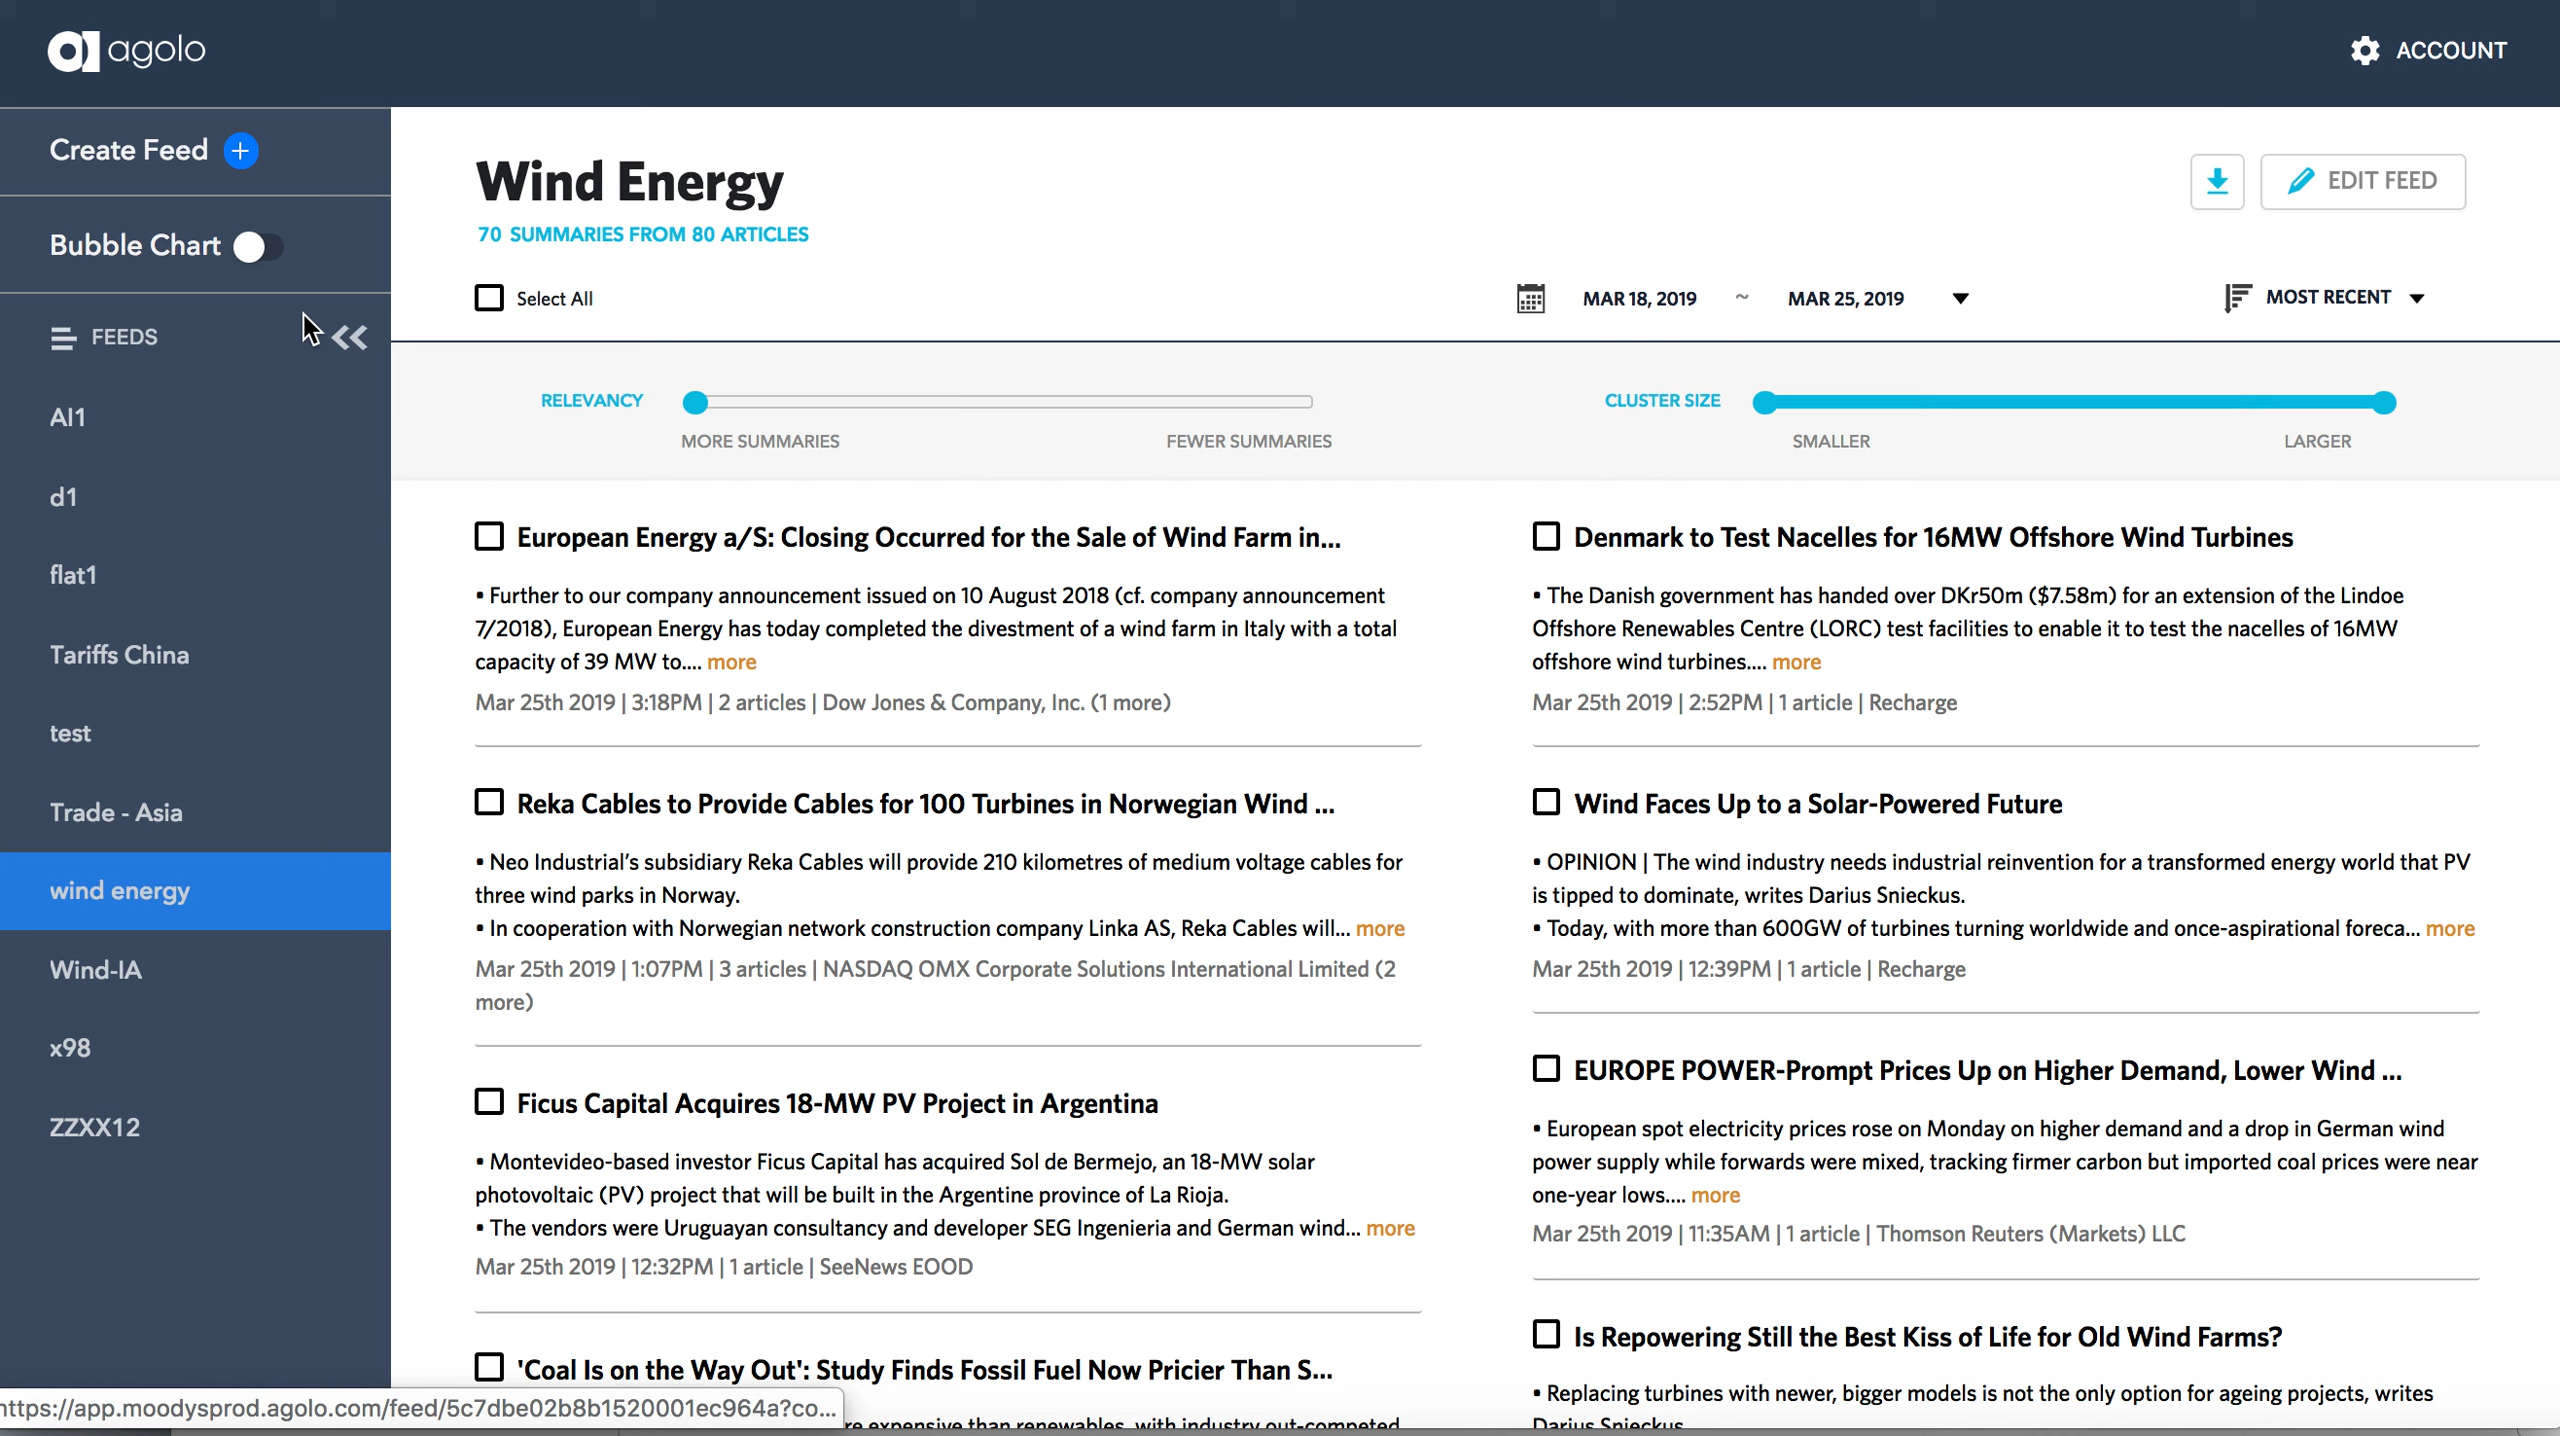 agolo
ACCOUNT
Create Feed
Bubble Chart
FEEDS
AI1
d1
flat1
Tariffs China
test
Trade - Asia
wind energy
Wind-IA
x98
ZZXX12
Wind Energy
70 SUMMARIES FROM 80 ARTICLES
EDIT FEED
Select All
MAR 18, 2019 ~ MAR 25, 2019
MOST RECENT
RELEVANCY
MORE SUMMARIES
FEWER SUMMARIES
CLUSTER SIZE
SMALLER
LARGER
European Energy a/S: Closing Occurred for the Sale of Wind Farm in...
• Further to our company announcement issued on 10 August 2018 (cf. company announcement
7/2018), European Energy has today completed the divestment of a wind farm in Italy with a total
capacity of 39 MW to.... more
Mar 25th 2019 | 3:18PM | 2 articles | Dow Jones & Company, Inc. (1 more)
Reka Cables to Provide Cables for 100 Turbines in Norwegian Wind ...
• Neo Industrial's subsidiary Reka Cables will provide 210 kilometres of medium voltage cables for
three wind parks in Norway.
• In cooperation with Norwegian network construction company Linka AS, Reka Cables will... more
Mar 25th 2019 | 1:07PM | 3 articles | NASDAQ OMX Corporate Solutions International Limited (2
more)
Ficus Capital Acquires 18-MW PV Project in Argentina
• Montevideo-based investor Ficus Capital has acquired Sol de Bermejo, an 18-MW solar
photovoltaic (PV) project that will be built in the Argentine province of La Rioja.
• The vendors were Uruguayan consultancy and developer SEG Ingenieria and German wind... more
Mar 25th 2019 | 12:32PM | 1 article | SeeNews EOOD
'Coal Is on the Way Out': Study Finds Fossil Fuel Now Pricier Than S...
re expensive than renewables, with industry out-competed
Denmark to Test Nacelles for 16MW Offshore Wind Turbines
• The Danish government has handed over DKr50m ($7.58m) for an extension of the Lindoe
Offshore Renewables Centre (LORC) test facilities to enable it to test the nacelles of 16MW
offshore wind turbines.... more
Mar 25th 2019 | 2:52PM | 1 article | Recharge
Wind Faces Up to a Solar-Powered Future
• OPINION | The wind industry needs industrial reinvention for a transformed energy world that PV
is tipped to dominate, writes Darius Snieckus.
• Today, with more than 600GW of turbines turning worldwide and once-aspirational foreca... more
Mar 25th 2019 | 12:39PM | 1 article | Recharge
EUROPE POWER-Prompt Prices Up on Higher Demand, Lower Wind ...
• European spot electricity prices rose on Monday on higher demand and a drop in German wind
power supply while forwards were mixed, tracking firmer carbon but imported coal prices were near
one-year lows.... more
Mar 25th 2019 | 11:35AM | 1 article | Thomson Reuters (Markets) LLC
Is Repowering Still the Best Kiss of Life for Old Wind Farms?
• Replacing turbines with newer, bigger models is not the only option for ageing projects, writes
Darius Snieckus
https://app.moodysprod.agolo.com/feed/5c7dbe02b8b1520001ec964a?co...